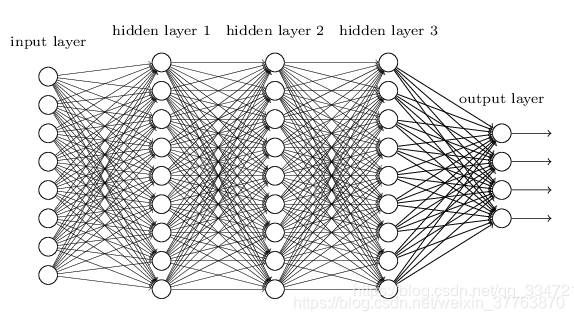 hidden layer 1 hidden layer 2 hidden layer 3
input layer
output layer
https://blog.csdn.net/weixin_37763870